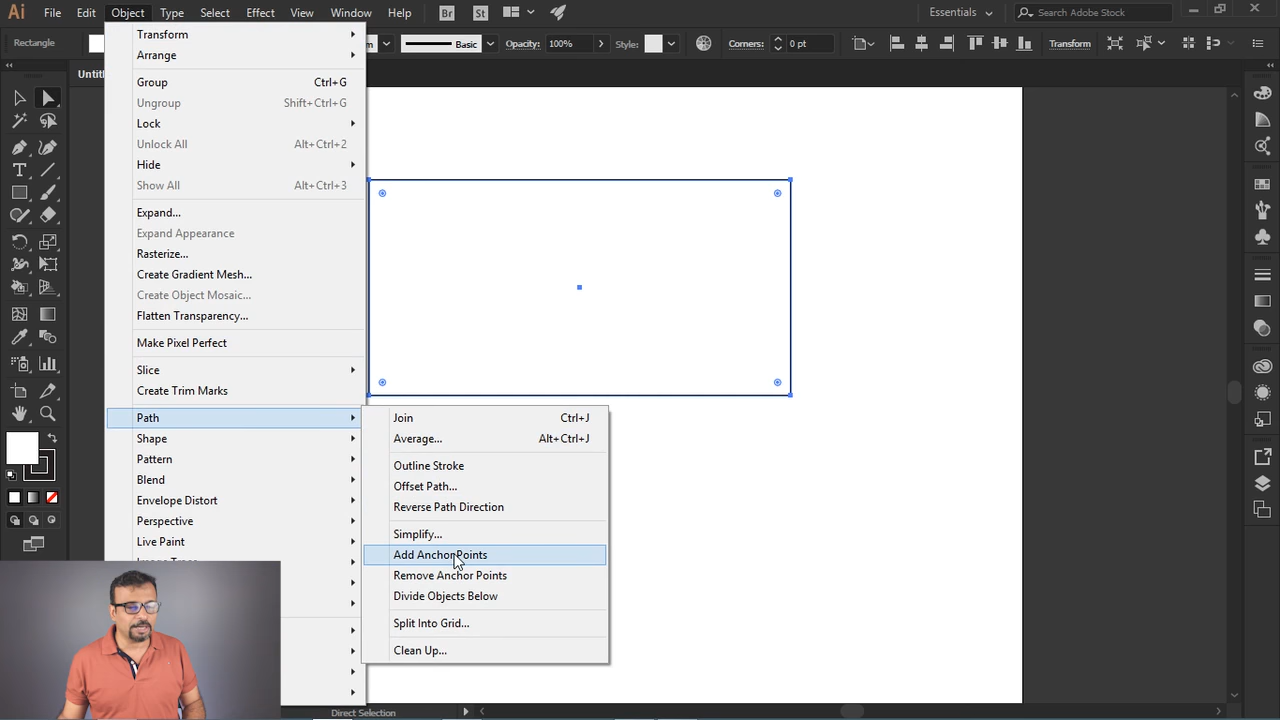 Ai File Edit Object Type Select Effect View Window Help Br St Essentials Search Adobe Stock
Rectangle Basic Opacity: 100% Style: Corners: 0 pt Transform
Transform
Arrange
Group Ctrl+G
Ungroup Shift+Ctrl+G
Lock
Unlock All Alt+Ctrl+2
Hide
Show All Alt+Ctrl+3
Expand...
Expand Appearance
Rasterize...
Create Gradient Mesh...
Create Object Mosaic...
Flatten Transparency...
Make Pixel Perfect
Slice
Create Trim Marks
Path
Shape
Pattern
Blend
Envelope Distort
Perspective
Live Paint
Join Ctrl+J
Average... Alt+Ctrl+J
Outline Stroke
Offset Path...
Reverse Path Direction
Simplify...
Add Anchor Points
Remove Anchor Points
Divide Objects Below
Split Into Grid...
Clean Up...
Direct Selection